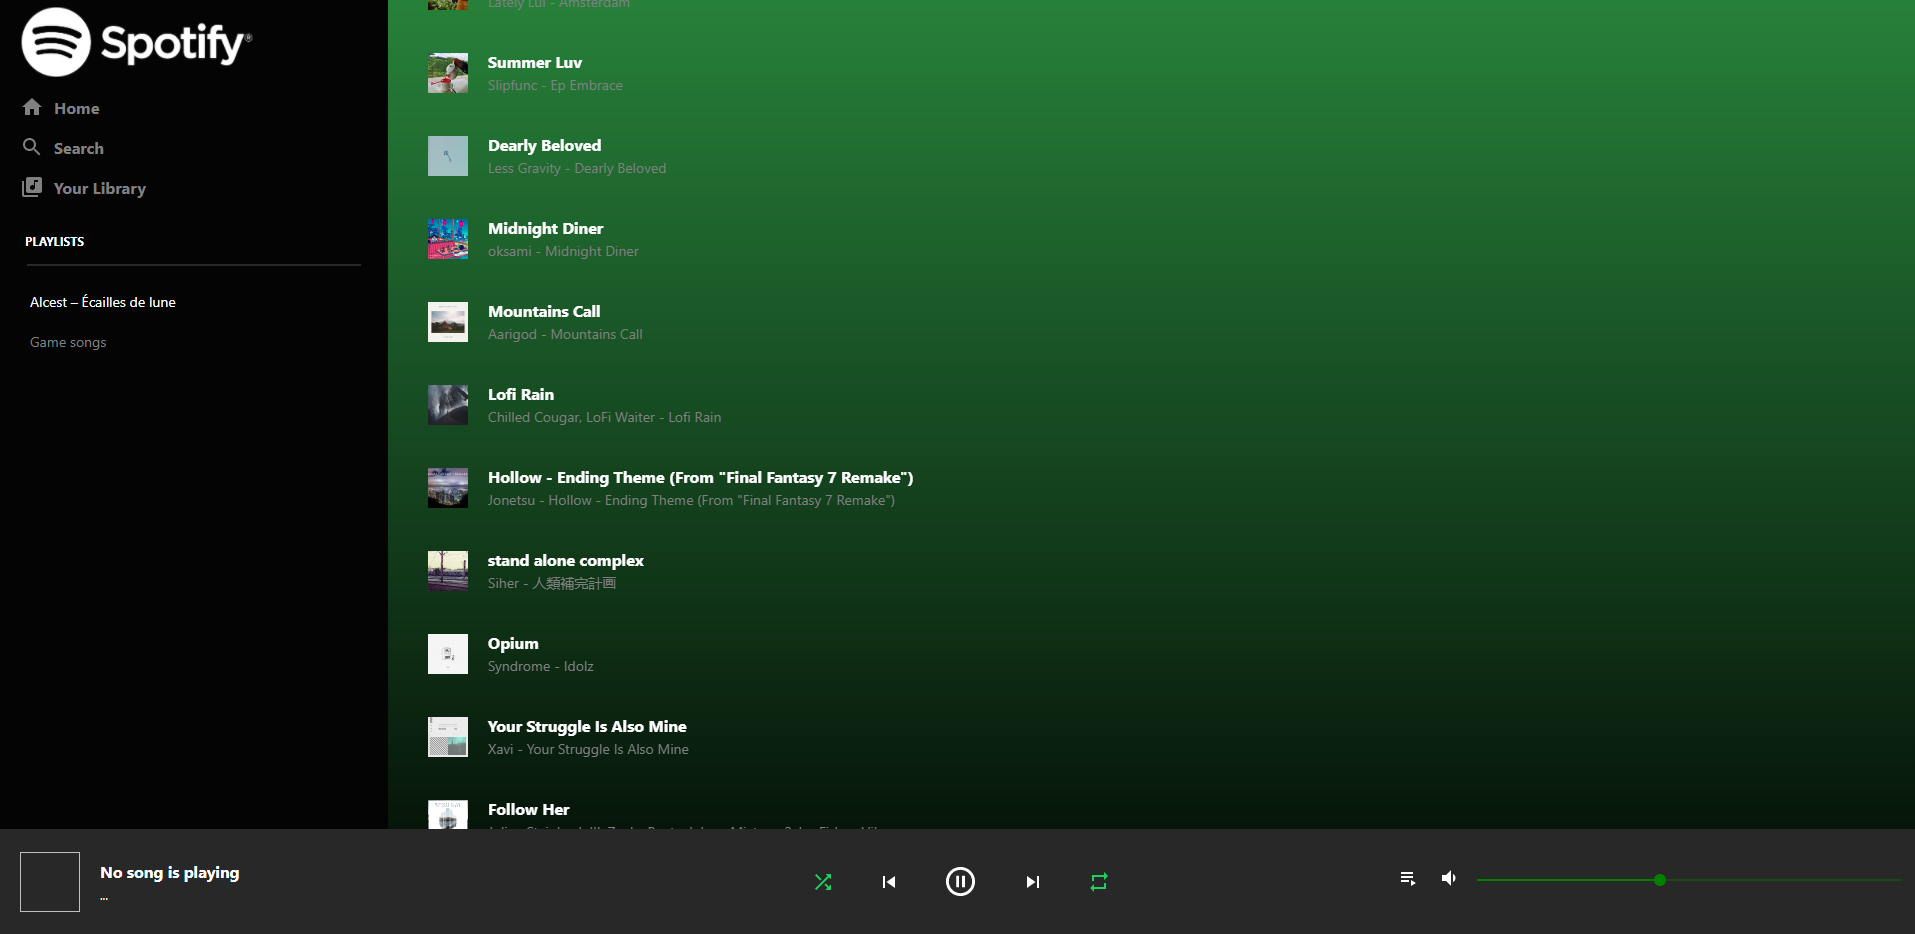 Spotify®
Home
Search
Your Library
PLAYLISTS
Alcest – Écailles de lune
Game songs
Lately Lui - Amsterdam
Summer Luv
Slipfunc - Ep Embrace
Dearly Beloved
Less Gravity - Dearly Beloved
Midnight Diner
oksami - Midnight Diner
Mountains Call
Aarigod - Mountains Call
Lofi Rain
Chilled Cougar, LoFi Waiter - Lofi Rain
Hollow - Ending Theme (From "Final Fantasy 7 Remake")
Jonetsu - Hollow - Ending Theme (From "Final Fantasy 7 Remake")
stand alone complex
Siher - 人類補完計画
Opium
Syndrome - Idolz
Your Struggle Is Also Mine
Xavi - Your Struggle Is Also Mine
Follow Her
No song is playing
...